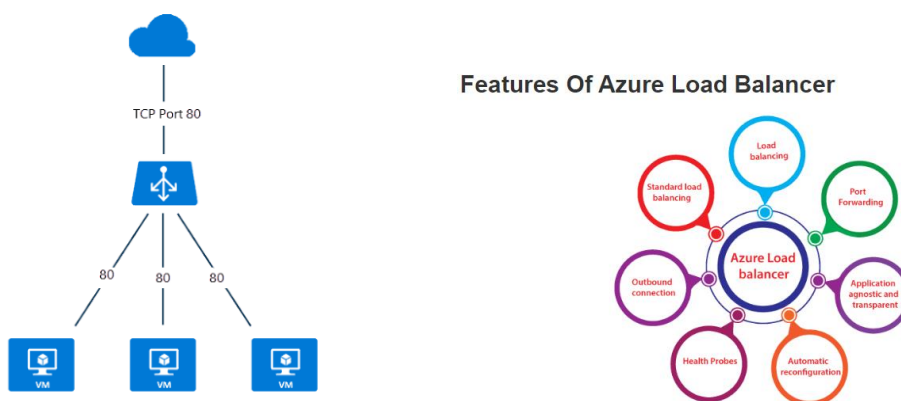 TCP Port 80
80
80
80
VM
VM
VM
Features Of Azure Load Balancer
Load
balancing
Standard load
balancing
Port
Forwarding
Azure Load
balancer
Outbound
connection
Application
agnostic and
transparent
Health Probes
Automatic
reconfiguration